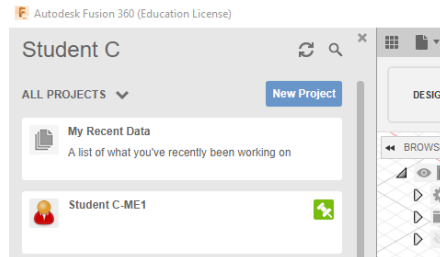 Autodesk Fusion 360 (Education License)
Student C
ALL PROJECTS
New Project
My Recent Data
A list of what you've recently been working on
Student C-ME1
DESIG
BROWS